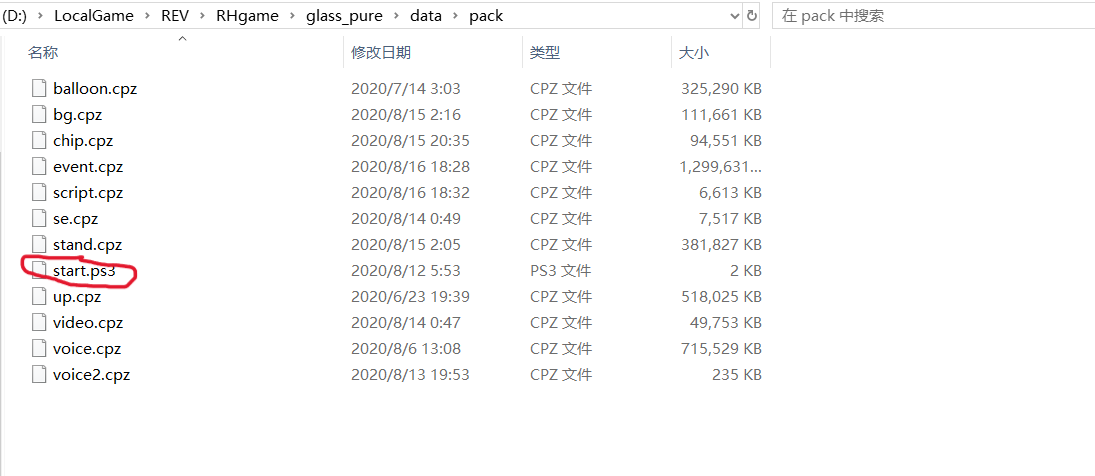 (D:) › LocalGame › REV › RHgame › glass_pure › data › pack
在 pack 中搜索
名称 修改日期 类型 大小
balloon.cpz 2020/7/14 3:03 CPZ 文件 325,290 KB
bg.cpz 2020/8/15 2:16 CPZ 文件 111,661 KB
chip.cpz 2020/8/15 20:35 CPZ 文件 94,551 KB
event.cpz 2020/8/16 18:28 CPZ 文件 1,299,631...
script.cpz 2020/8/16 18:32 CPZ 文件 6,613 KB
se.cpz 2020/8/14 0:49 CPZ 文件 7,517 KB
stand.cpz 2020/8/15 2:05 CPZ 文件 381,827 KB
start.ps3 2020/8/12 5:53 PS3 文件 2 KB
up.cpz 2020/6/23 19:39 CPZ 文件 518,025 KB
video.cpz 2020/8/14 0:47 CPZ 文件 49,753 KB
voice.cpz 2020/8/6 13:08 CPZ 文件 715,529 KB
voice2.cpz 2020/8/13 19:53 CPZ 文件 235 KB